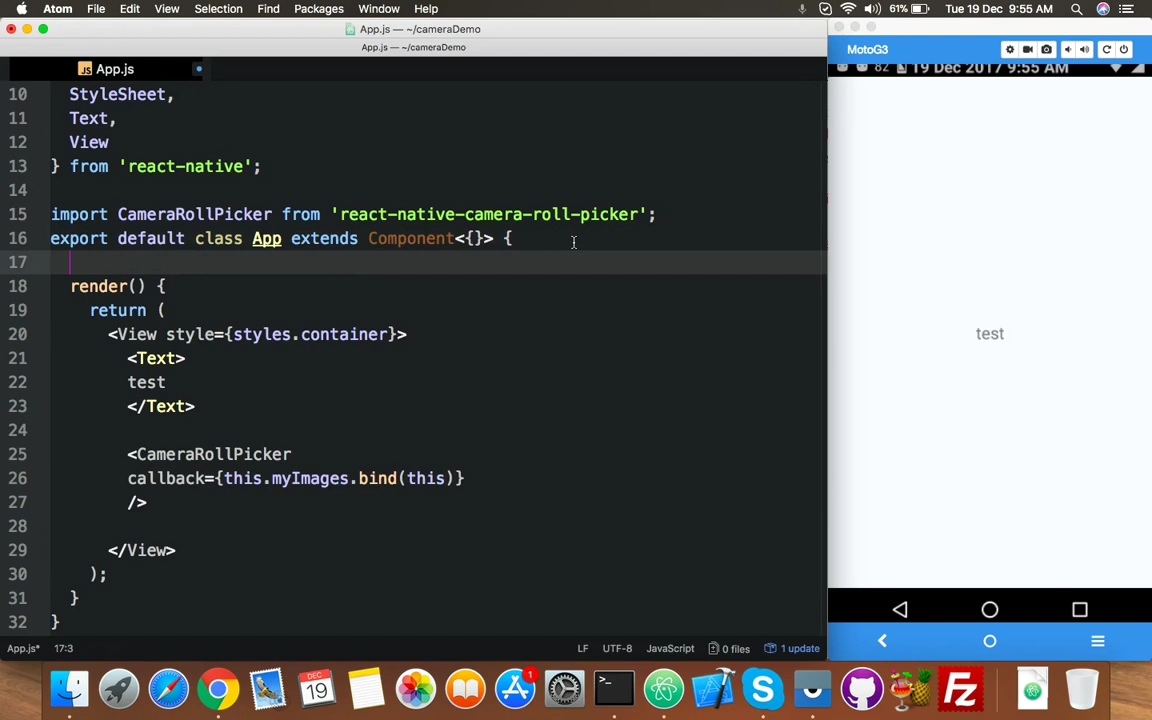 Atom File Edit View Selection Find Packages Window Help 61% Tue 19 Dec 9:55 AM
App.js — ~/cameraDemo
App.js — ~/cameraDemo
MotoG3
JS App.js
82 19 Dec 2017 9:55 AM
10 StyleSheet,
11 Text,
12 View
13 } from 'react-native';
14
15 import CameraRollPicker from 'react-native-camera-roll-picker';
16 export default class App extends Component<{}> {
17
18 render() {
19 return (
20 <View style={styles.container}>
21 <Text>
22 test
23 </Text>
24
25 <CameraRollPicker
26 callback={this.myImages.bind(this)}
27 />
28
29 </View>
30 );
31 }
32 }
test
App.js* 17:3 LF UTF-8 JavaScript 0 files 1 update
DEC
19
1
>_
S
Fz